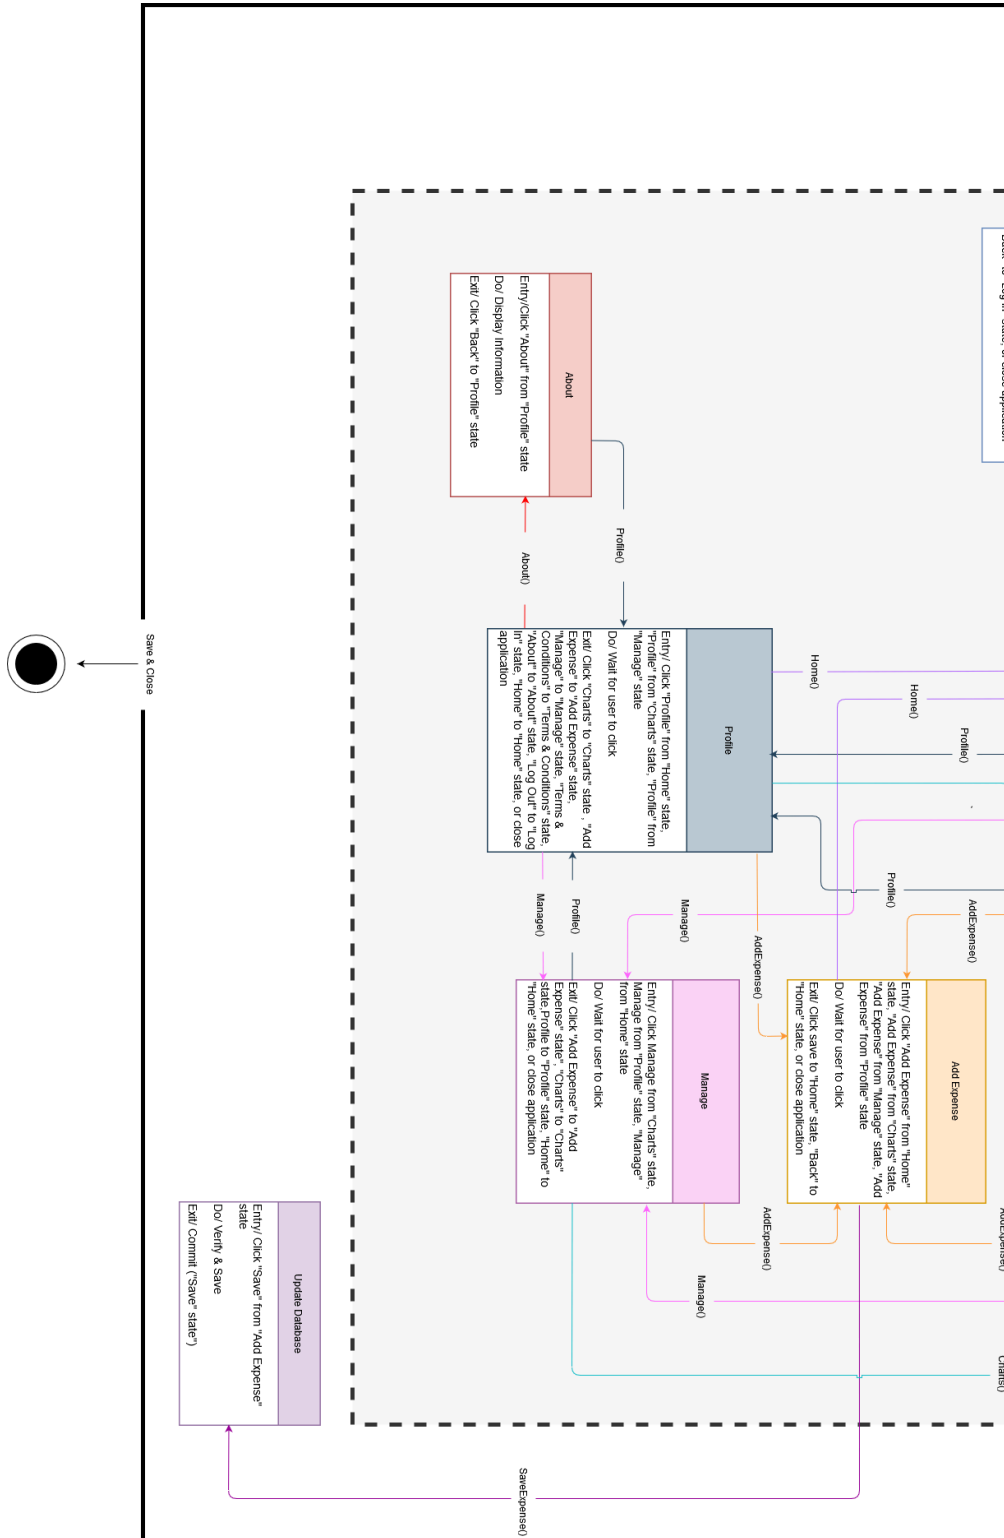 "Back" to "Log In" state, or close application
AddExpense()
Charts()
Profile()
AddExpense()
Add Expense
Entry/ Click "Add Expense" from "Home"
state, "Add Expense" from "Charts" state,
"Add Expense" from "Manage" state, "Add
Expense" from "Profile" state
Do/ Wait for user to click
Exit/ Click save to "Home" state, "Back" to
"Home" state, or close application
Home()
Profile()
Home()
AddExpense()
AddExpense()
Profile
Entry/ Click "Profile" from "Home" state,
"Profile" from "Charts" state, "Profile" from
"Manage" state
Do/ Wait for user to click
Exit/ Click "Charts" to "Charts" state , "Add
Expense" to "Add Expense" state,
"Manage" to "Manage" state, "Terms &
Conditions" to "Terms & Conditions" state,
"About" to "About" state, "Log Out" to "Log
In" state, "Home" to "Home" state, or close
application
Manage()
Manage()
Manage
Entry/ Click Manage from "Charts" state,
Manage from "Profile" state, "Manage"
from "Home" state
Do/ Wait for user to click
Exit/ Click "Add Expense" to "Add
Expense" state", "Charts" to "Charts"
state,Profile to "Profile" state, "Home" to
"Home" state, or close application
Profile()
Profile()
Manage()
About
Entry/Click "About" from "Profile" state
Do/ Display Information
Exit/ Click "Back" to "Profile" state
About()
SaveExpense()
Update Database
Entry/ Click "Save" from "Add Expense"
state
Do/ Verify & Save
Exit/ Commit ("Save" state")
Save & Close